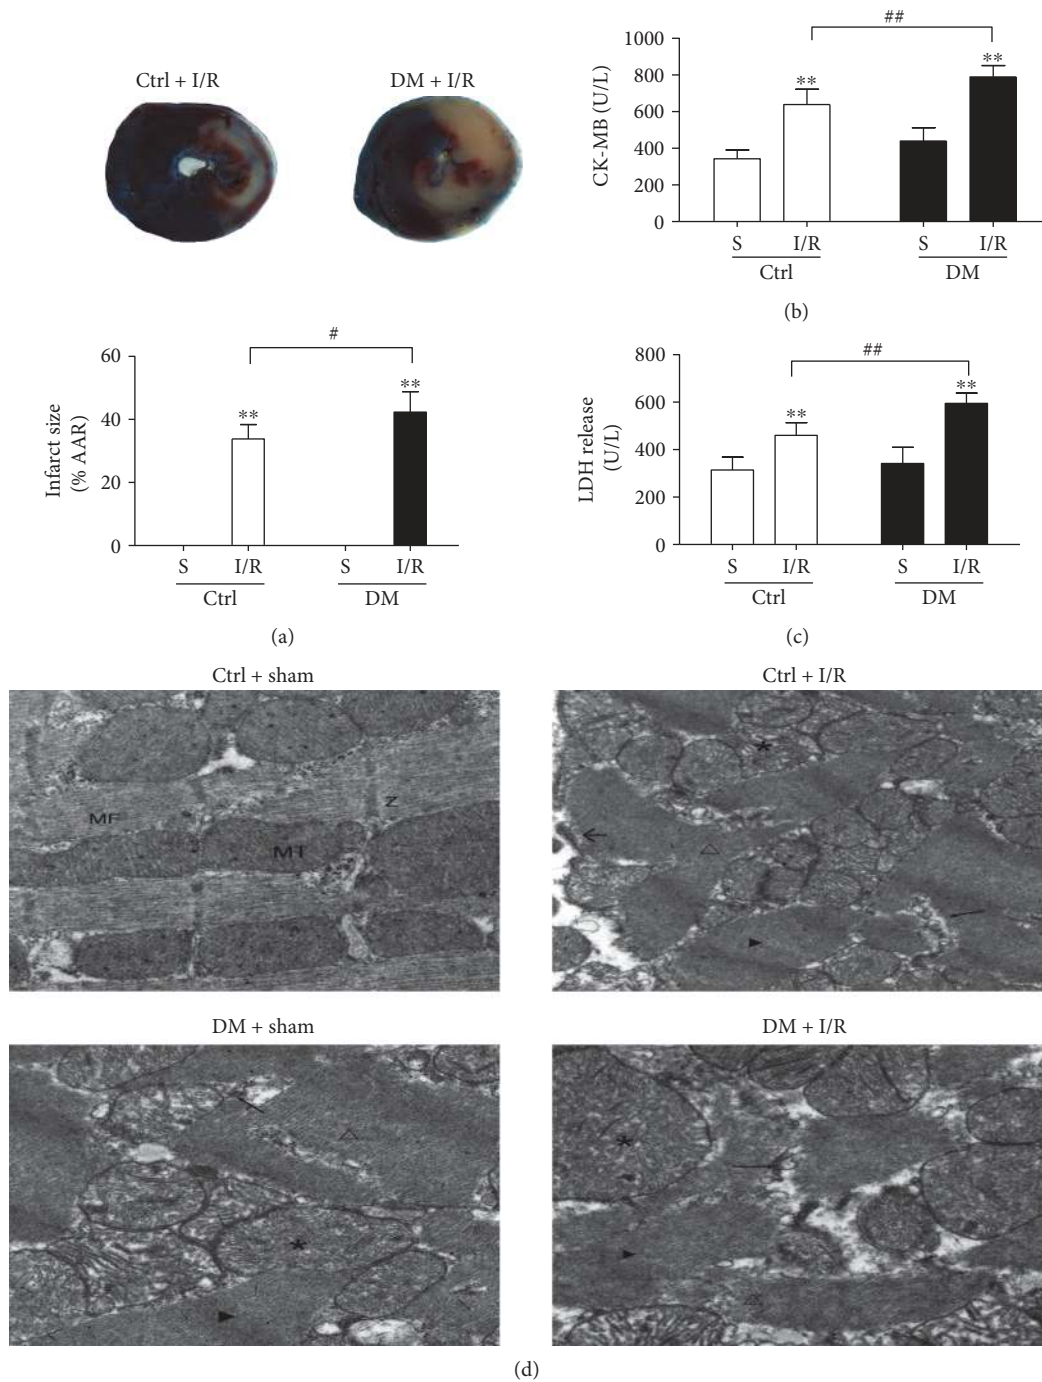 Ctrl + I/R
DM + I/R
Infarct size
(% AAR)
60
40
20
0
#
**
**
S
I/R
S
I/R
Ctrl
DM
(a)
CK-MB (U/L)
1000
800
600
400
200
0
##
**
**
S
I/R
S
I/R
Ctrl
DM
(b)
LDH release
(U/L)
800
600
400
200
0
##
**
**
S
I/R
S
I/R
Ctrl
DM
(c)
Ctrl + sham
MF
Z
MT
Ctrl + I/R
*
DM + sham
*
DM + I/R
*
(d)